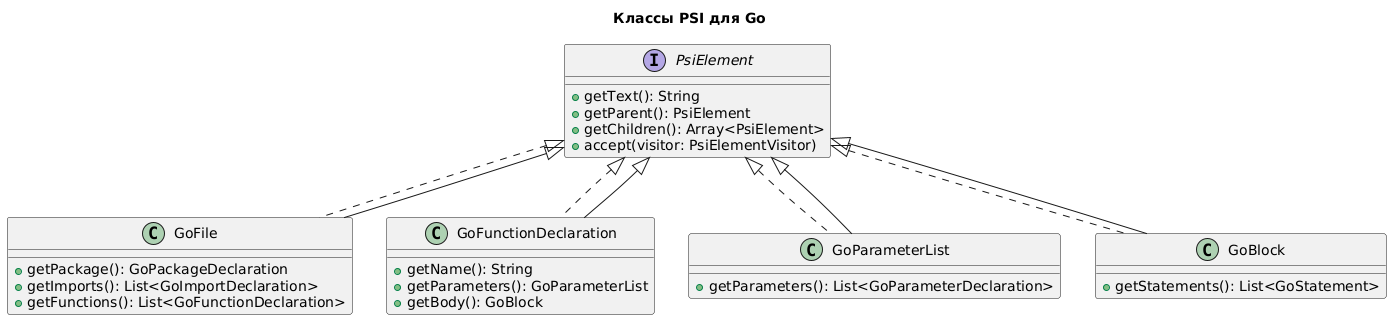 Классы PSI для Go
I PsiElement
getText(): String
getParent(): PsiElement
getChildren(): Array<PsiElement>
accept(visitor: PsiElementVisitor)
C GoFile
getPackage(): GoPackageDeclaration
getImports(): List<GoImportDeclaration>
getFunctions(): List<GoFunctionDeclaration>
C GoFunctionDeclaration
getName(): String
getParameters(): GoParameterList
getBody(): GoBlock
C GoParameterList
getParameters(): List<GoParameterDeclaration>
C GoBlock
getStatements(): List<GoStatement>